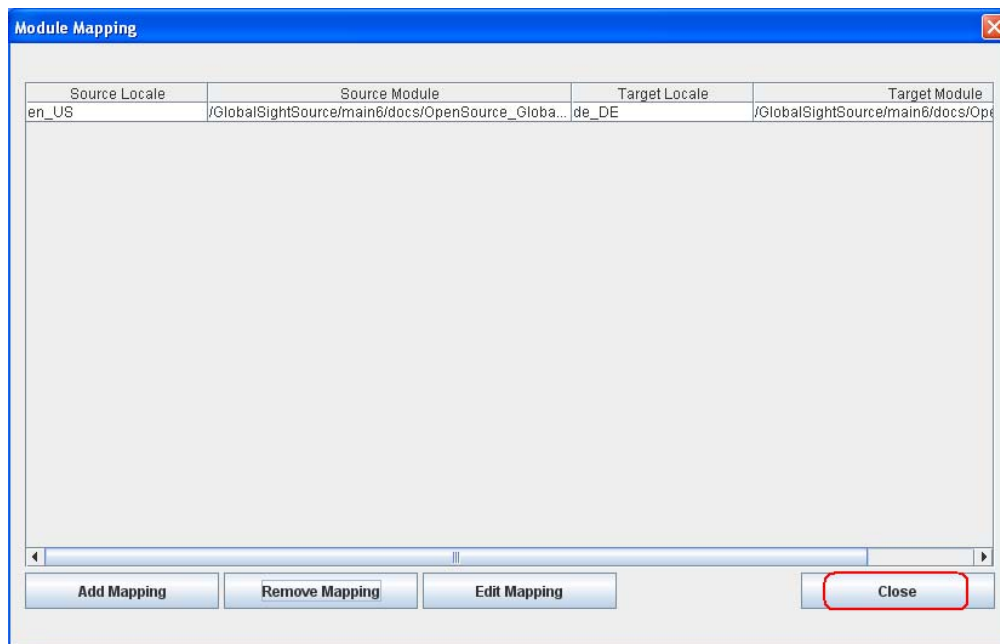 Module Mapping
Source Locale Source Module Target Locale Target Module
en_US /GlobalSightSource/main6/docs/OpenSource_Globa... de_DE /GlobalSightSource/main6/docs/Ope
Add Mapping Remove Mapping Edit Mapping Close